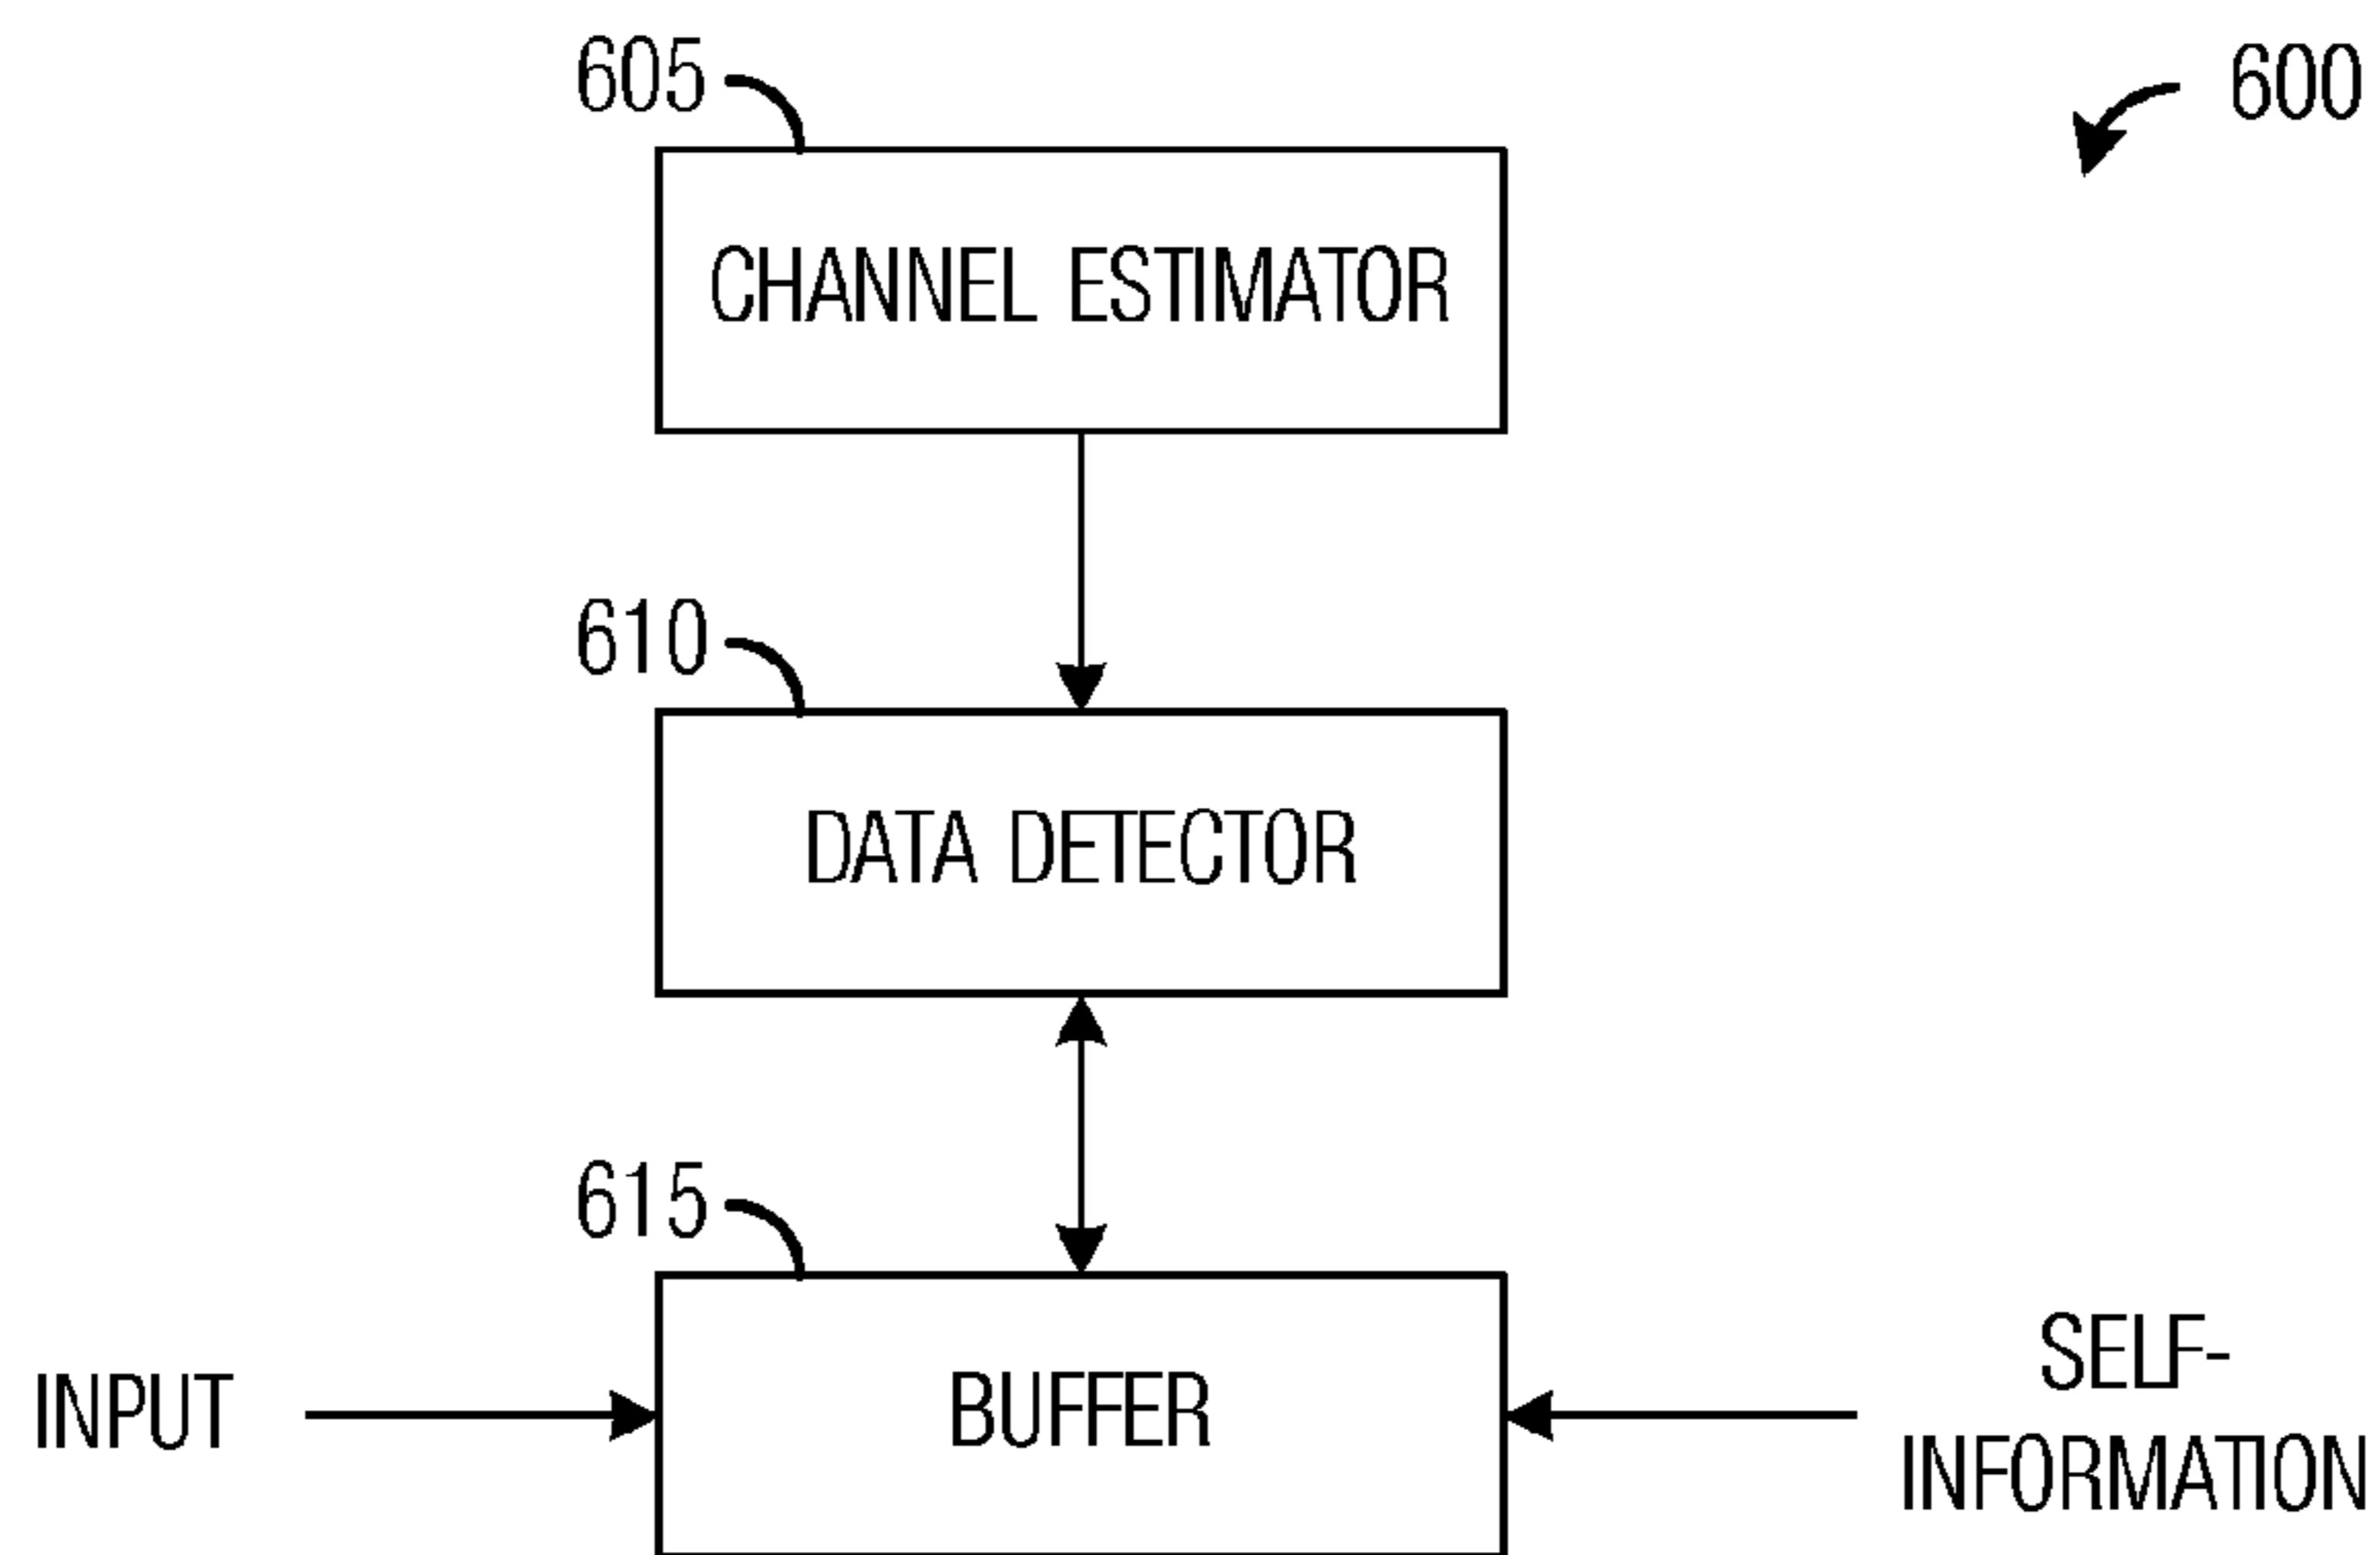 605
600
CHANNEL ESTIMATOR
610
DATA DETECTOR
615
INPUT
BUFFER
SELF-
INFORMATION